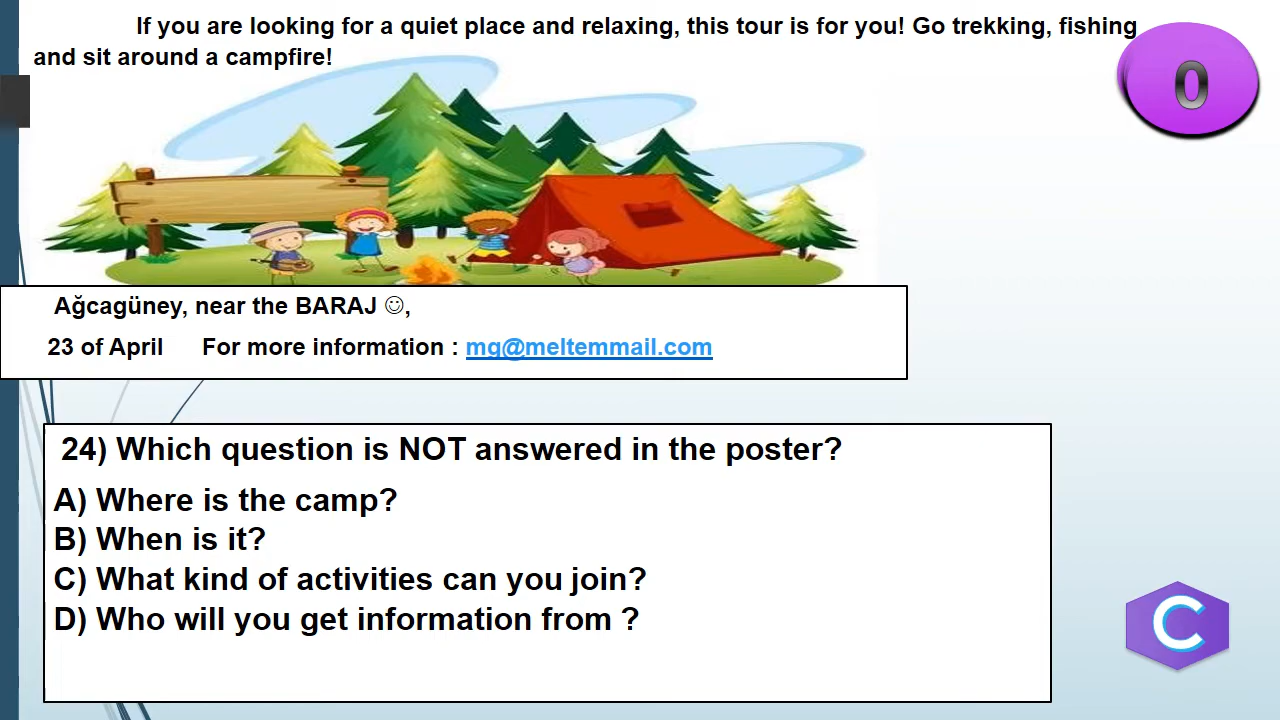 If you are looking for a quiet place and relaxing, this tour is for you! Go trekking, fishing
and sit around a campfire!
0
Ağcagüney, near the BARAJ ☺,
23 of April For more information : mg@meltemmail.com
24) Which question is NOT answered in the poster?
A) Where is the camp?
B) When is it?
C) What kind of activities can you join?
D) Who will you get information from ?
C